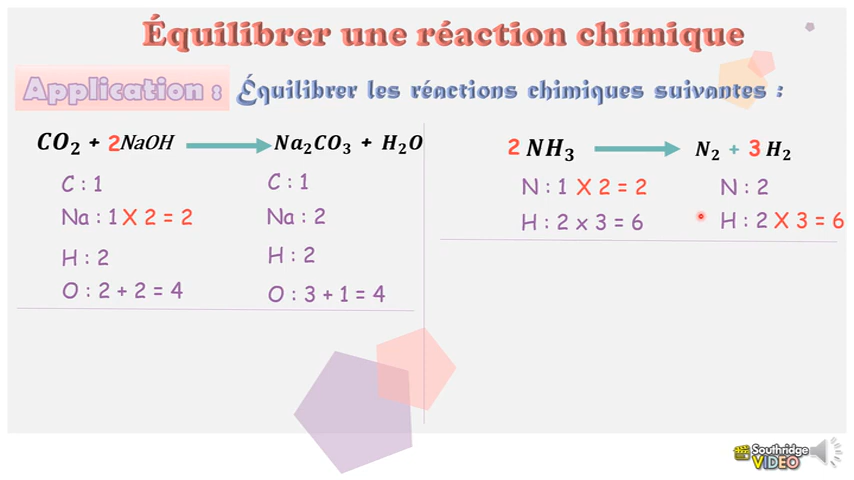 Équilibrer une réaction chimique
Application :
Équilibrer les réactions chimiques suivantes :
CO₂ + 2NaOH → Na₂CO₃ + H₂O
C : 1
C : 1
Na : 1 X 2 = 2
Na : 2
H : 2
H : 2
O : 2 + 2 = 4
O : 3 + 1 = 4
2 NH₃ → N₂ + 3 H₂
N : 1 X 2 = 2
N : 2
H : 2 x 3 = 6
H : 2 X 3 = 6
Southridge
VIDEO